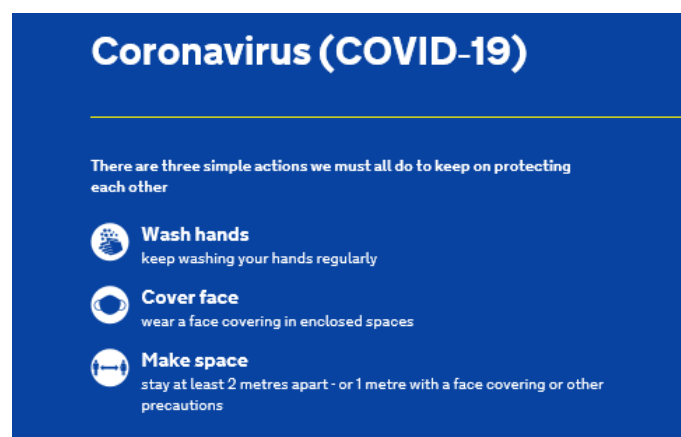 Coronavirus (COVID-19)
There are three simple actions we must all do to keep on protecting
each other
Wash hands
keep washing your hands regularly
Cover face
wear a face covering in enclosed spaces
Make space
stay at least 2 metres apart - or 1 metre with a face covering or other
precautions